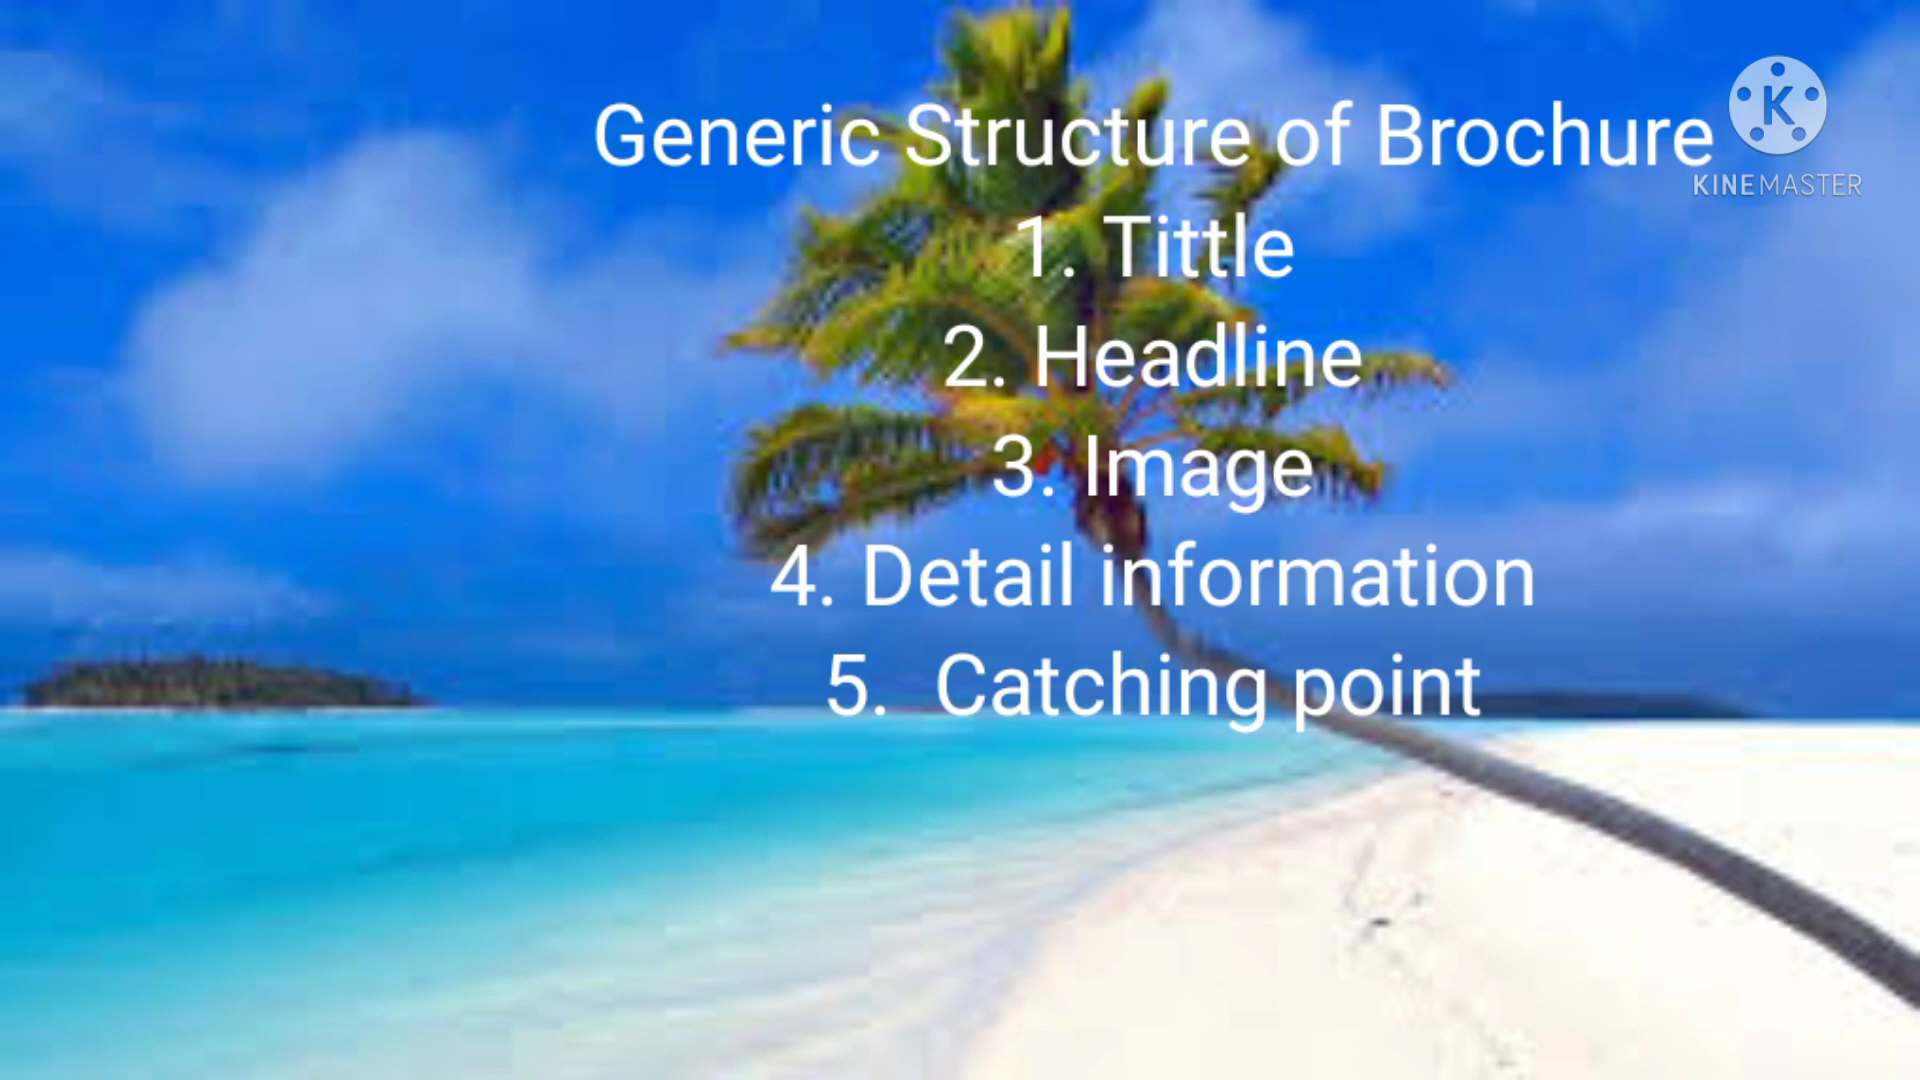 Generic Structure of Brochure
K
KINEMASTER
1. Tittle
2. Headline
3. Image
4. Detail information
5. Catching point